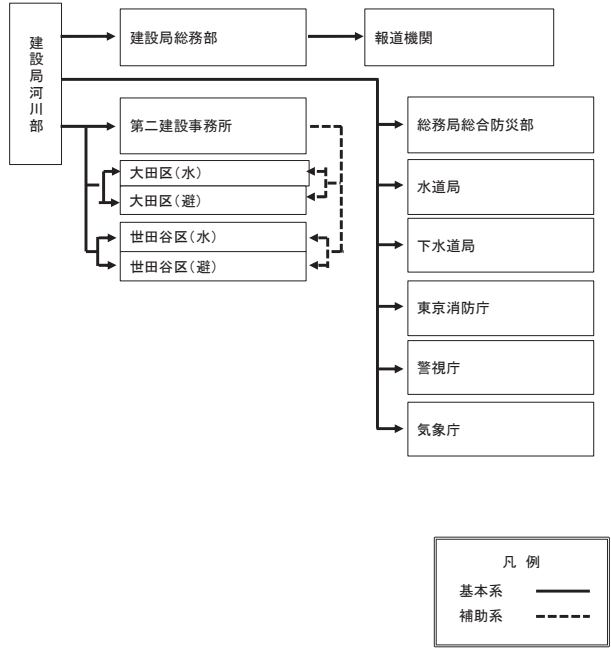 建設局河川部
建設局総務部
報道機関
第二建設事務所
大田区(水)
大田区(避)
世田谷区(水)
世田谷区(避)
総務局総合防災部
水道局
下水道局
東京消防庁
警視庁
気象庁
凡 例
基本系
補助系